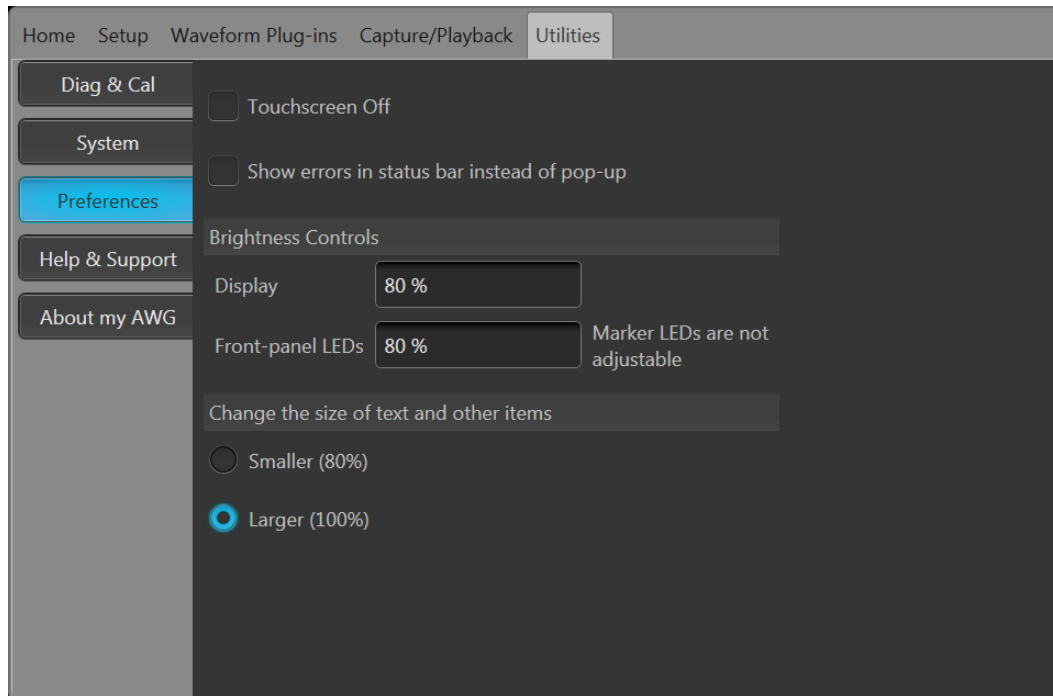 Home Setup Waveform Plug-ins Capture/Playback Utilities
Diag & Cal
System
Preferences
Help & Support
About my AWG
Touchscreen Off
Show errors in status bar instead of pop-up
Brightness Controls
Display 80 %
Front-panel LEDs 80 % Marker LEDs are not
adjustable
Change the size of text and other items
Smaller (80%)
Larger (100%)